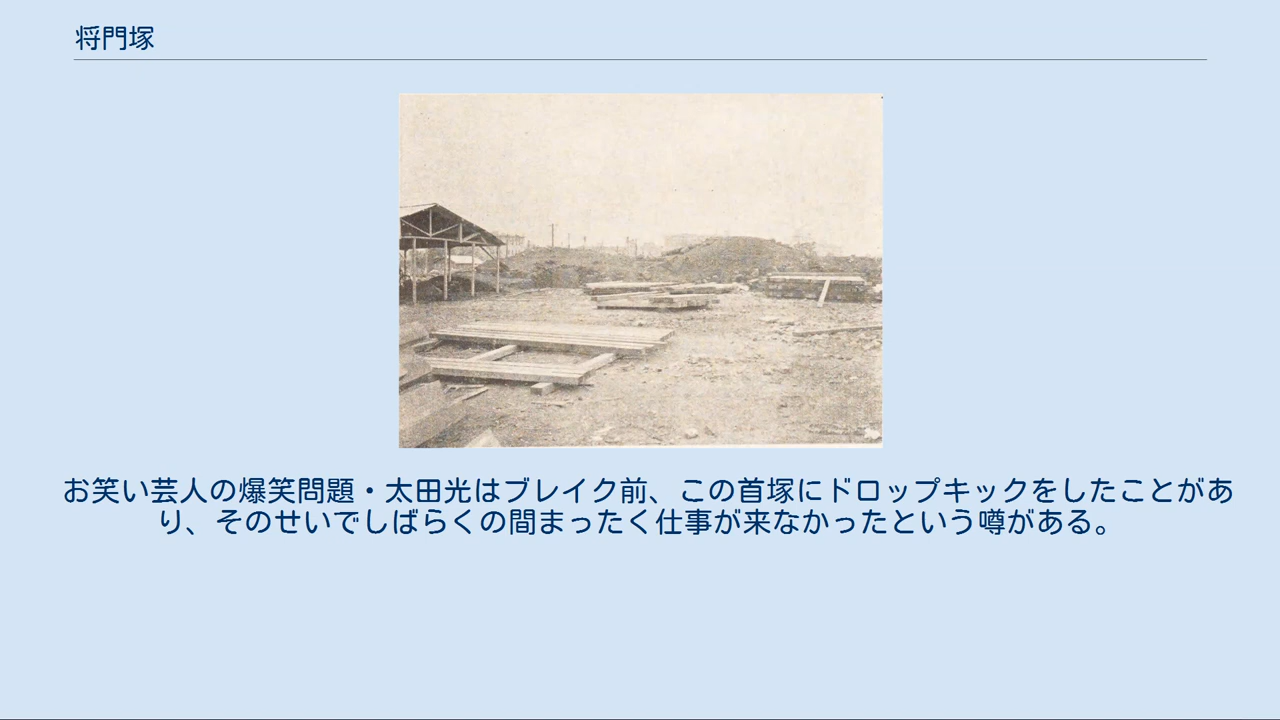 将門塚
お笑い芸人の爆笑問題・太田光はブレイク前、この首塚にドロップキックをしたことがあ
り、そのせいでしばらくの間まったく仕事が来なかったという噂がある。